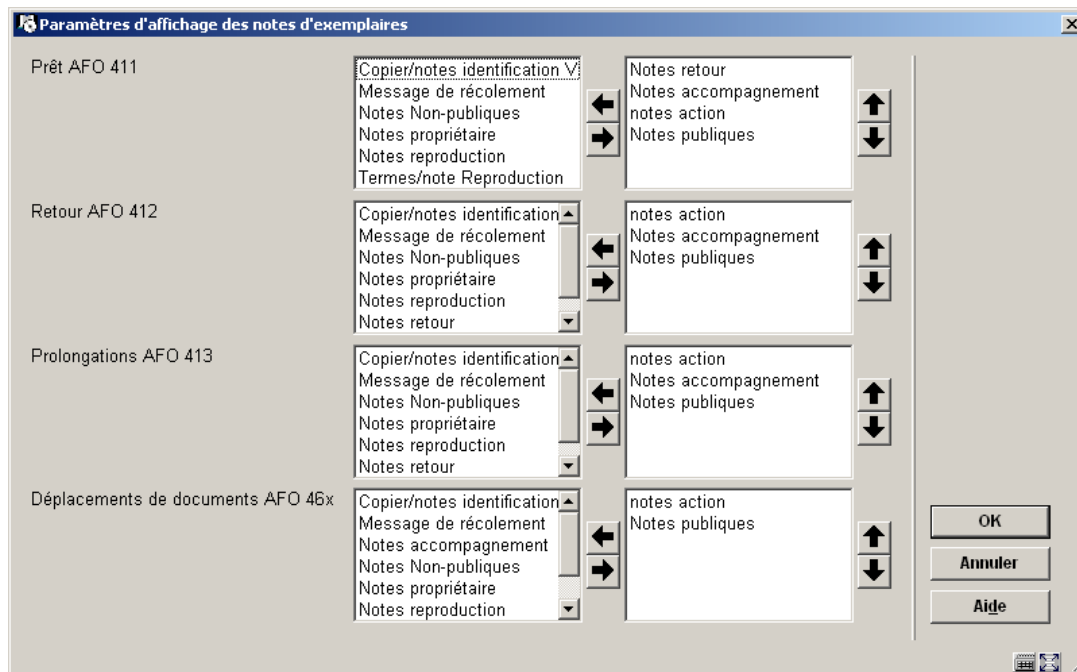 Paramètres d'affichage des notes d'exemplaires
Prêt AFO 411
Copier/notes identification V
Message de récolement
Notes Non-publiques
Notes propriétaire
Notes reproduction
Termes/note Reproduction
Notes retour
Notes accompagnement
notes action
Notes publiques
Retour AFO 412
Copier/notes identification
Message de récolement
Notes Non-publiques
Notes propriétaire
Notes reproduction
Notes retour
notes action
Notes accompagnement
Notes publiques
Prolongations AFO 413
Copier/notes identification
Message de récolement
Notes Non-publiques
Notes propriétaire
Notes reproduction
Notes retour
notes action
Notes accompagnement
Notes publiques
Déplacements de documents AFO 46x
Copier/notes identification
Message de récolement
Notes accompagnement
Notes Non-publiques
Notes propriétaire
Notes reproduction
notes action
Notes publiques
OK
Annuler
Aide